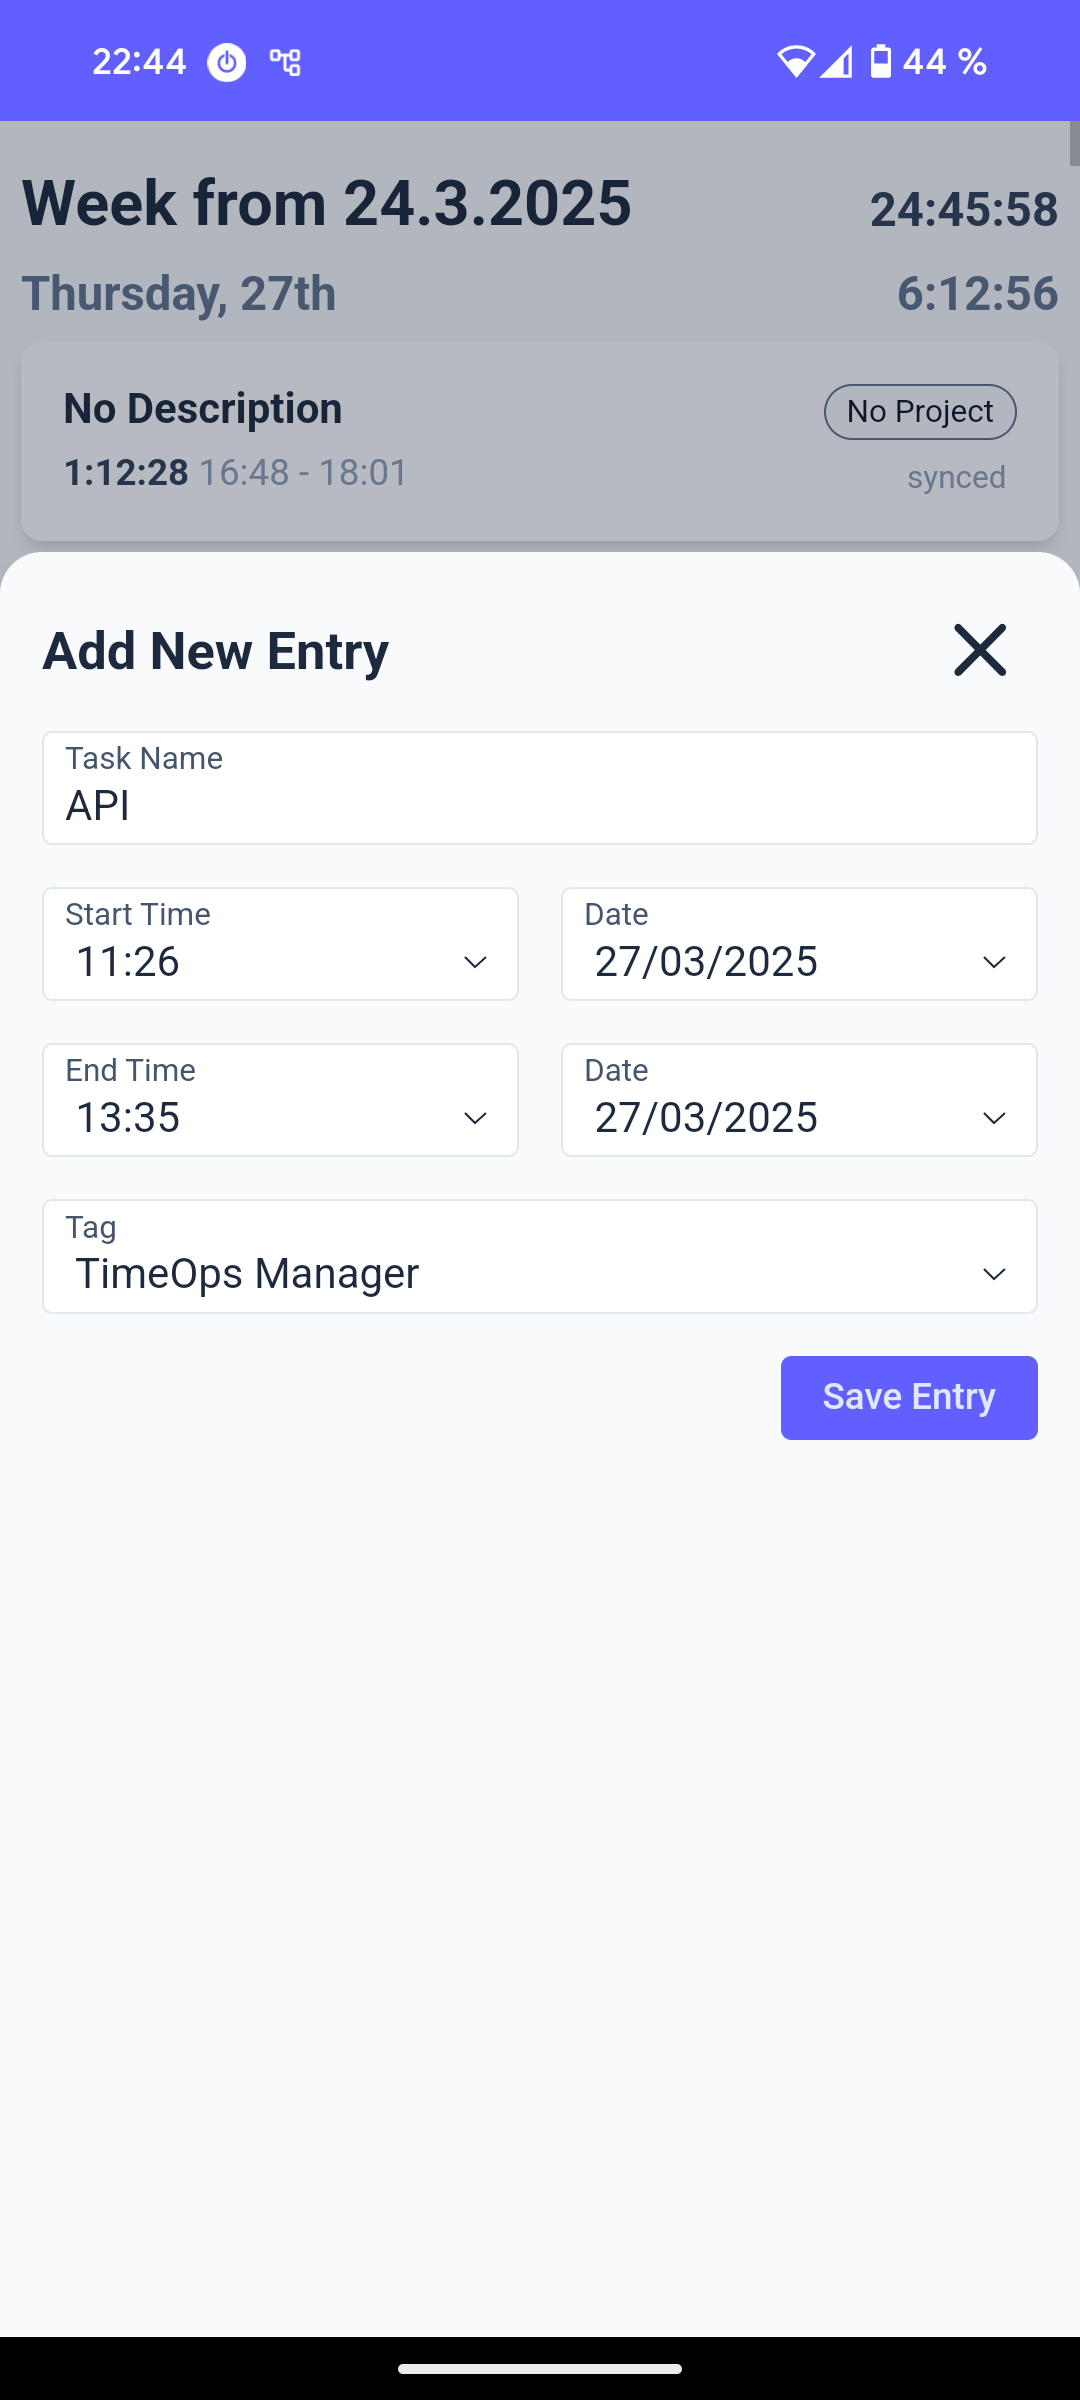 22:44 44 %
Week from 24.3.2025 24:45:58
Thursday, 27th 6:12:56
No Description No Project
1:12:28 16:48 - 18:01 synced
Add New Entry
Task Name
API
Start Time Date
11:26 27/03/2025
End Time Date
13:35 27/03/2025
Tag
TimeOps Manager
Save Entry